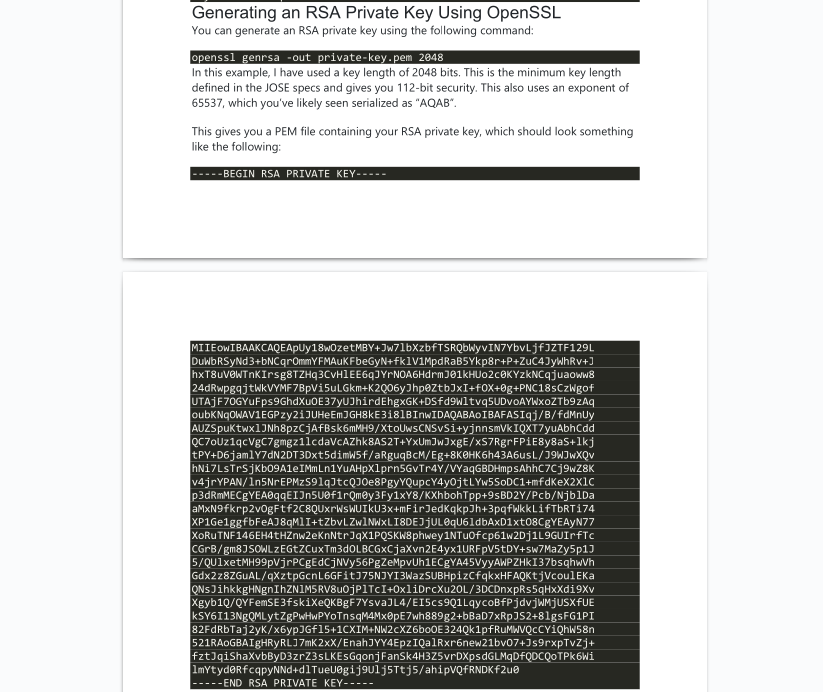 Generating an RSA Private Key Using OpenSSL
You can generate an RSA private key using the following command:
openssl genrsa -out private-key.pem 2048
In this example, I have used a key length of 2048 bits. This is the minimum key length
defined in the JOSE specs and gives you 112-bit security. This also uses an exponent of
65537, which you've likely seen serialized as “AQAB”.
This gives you a PEM file containing your RSA private key, which should look something
like the following:
-----BEGIN RSA PRIVATE KEY-----
MIIEowIBAAKCAQEApUy18wOzetMBY+Jw7lbXzbfTSRQbWyvIN7YbvLjfJZTF129L
DuWbRSyNd3+bNCqrOmmYFMAuKFbeGyN+fklV1MpdRaB5Ykp8r+P+ZuC4JyWhRv+J
hxT8uV0WTnKIrsg8TZHq3CvHlEE6qJYrNOA6HdrmJ01kHUo2c0KYzkNCqjuaoww8
24dRwpgqjtWkVYMF7BpVi5uLGkm+K2QO6yJhp0ZtbJxI+fOX+0g+PNC18sCzWgof
UTAjF7OGYuFps9GhdXuOE37yUJhirdEhgxGK+DSfd9Wltvq5UDvoAYWxoZTb9zAq
oubKNqOWAV1EGPzy2iJUHeEmJGH8kE3i8lBInwIDAQABAoIBAFASIqj/B/fdMnUy
AUZSpuKtwxlJNh8pzCjAfBsk6mMH9/XtoUwsCNSvSi+yjnnsmVkIQXT7yuAbhCdd
QC7oUz1qcVgC7gmgz1lcdaVcAZhk8AS2T+YxUmJwJxgE/xS7RgrFPiE8y8aS+lkj
tPY+D6jamlY7dN2DT3Dxt5dimW5f/aRguqBcM/Eg+8K0HK6h43A6usL/J9WJwXQv
hNi7LsTrSjKbO9A1eIMmLn1YuAHpXlprn5GvTr4Y/VYaqGBDHmpsAhhC7Cj9wZ8K
v4jrYPAN/ln5NrEPMzS9lqJtcQJOe8PgyYQupcY4yOjtLYw5SoDC1+mfdKeX2XlC
p3dRmMECgYEA0qqEIJn5U0f1rQm0y3Fy1xY8/KXhbohTpp+9sBD2Y/Pcb/NjblDa
aMxN9fkrp2vOgFtf2C8QUxrWsWUIkU3x+mFirJedKqkpJh+3pqfWkkLifTbRTi74
XP1Ge1ggfbFeAJ8qMlI+tZbvLZwlNWxLI8DEJjUL0qU6ldbAxD1xtO8CgYEAyN77
XoRuTNF146EH4tHZnw2eKnNtrJqX1PQSKW8phwey1NTuOfcp61w2Dj1L9GUIrfTc
CGrB/gm8JSOWLzEGtZCuxTm3dOLBCGxCjaXvn2E4yx1URFpV5tDY+sw7MaZy5p1J
5/QUlxetMH99pVjrPCgEdCjNVy56PgZeMpvUh1ECgYA45VyyAWPZHkI37bsqhwVh
Gdx2z8ZGuAL/qXztpGcnL6GFitJ75NJYI3WazSUBHpizCfqkxHFAQKtjVcoulEKa
QNsJihkkgHNgnIhZNlM5RV8uOjPlTcI+OxliDrcXu2OL/3DCDnxpRs5qHxXdi9Xv
Xgyb1Q/QYFemSE3fskiXeQKBgF7YsvaJL4/EI5cs9Q1LqycoBfPjdvjWMjUSXfUE
kSY6I13NgQMLytZgPwHwPYoTnsqM4Mx0pE7wh889g2+bBaD7xRpJS2+8lgsFG1PI
82FdRbTaj2yK/x6ypJGfl5+1CXIM+NW2cXZ6boOE324Qk1pfRuMWVQcCYiQhW58n
521RAoGBAIgHRyRLJ7mK2xX/EnahJYY4EpzIQalRxr6new21bvO7+Js9rxpTvZj+
fztJqiShaXvbByD3zrZ3sLKEsGqonjFanSk4H3Z5vrDXpsdGLMqDfQDCQoTPk6Wi
lmYtyd0RfcqpyNNd+dlTueU0gij9Ulj5Ttj5/ahipVQfRNDKf2u0
-----END RSA PRIVATE KEY-----